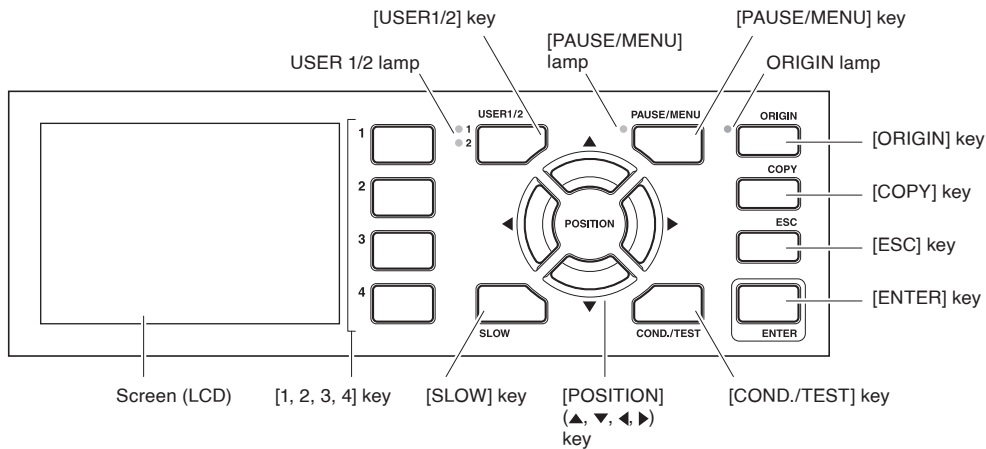 [USER1/2] key
[PAUSE/MENU] key
[PAUSE/MENU]
lamp
USER 1/2 lamp
ORIGIN lamp
USER1/2
PAUSE/MENU
ORIGIN
1
1
2
[ORIGIN] key
COPY
2
[COPY] key
ESC
POSITION
3
[ESC] key
4
[ENTER] key
SLOW
COND./TEST
ENTER
Screen (LCD)
[1, 2, 3, 4] key
[SLOW] key
[POSITION]
(▲, ▼, ◀, ▶)
key
[COND./TEST] key